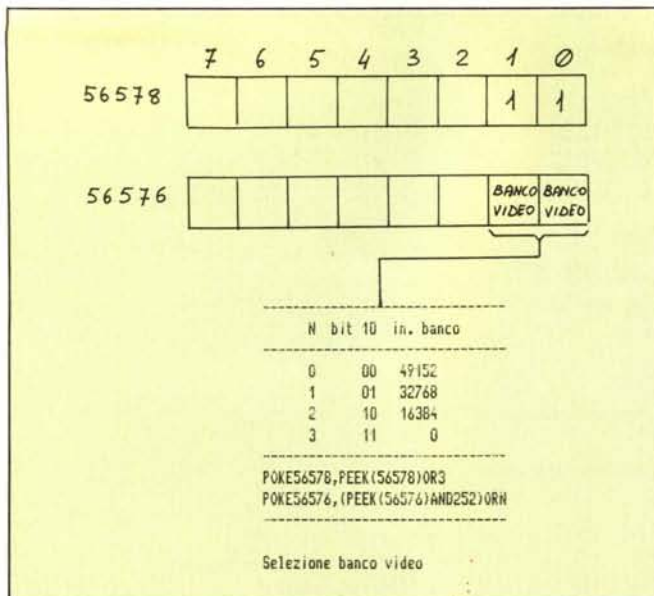 7 6 5 4 3 2 1 0
56578 1 1
56576 BANCO VIDEO BANCO VIDEO
N bit 10 in. banco
0 00 49152
1 01 32768
2 10 16384
3 11 0
POKE56578,PEEK(56578)OR3
POKE56576,(PEEK(56576)AND252)ORN
Selezione banco video